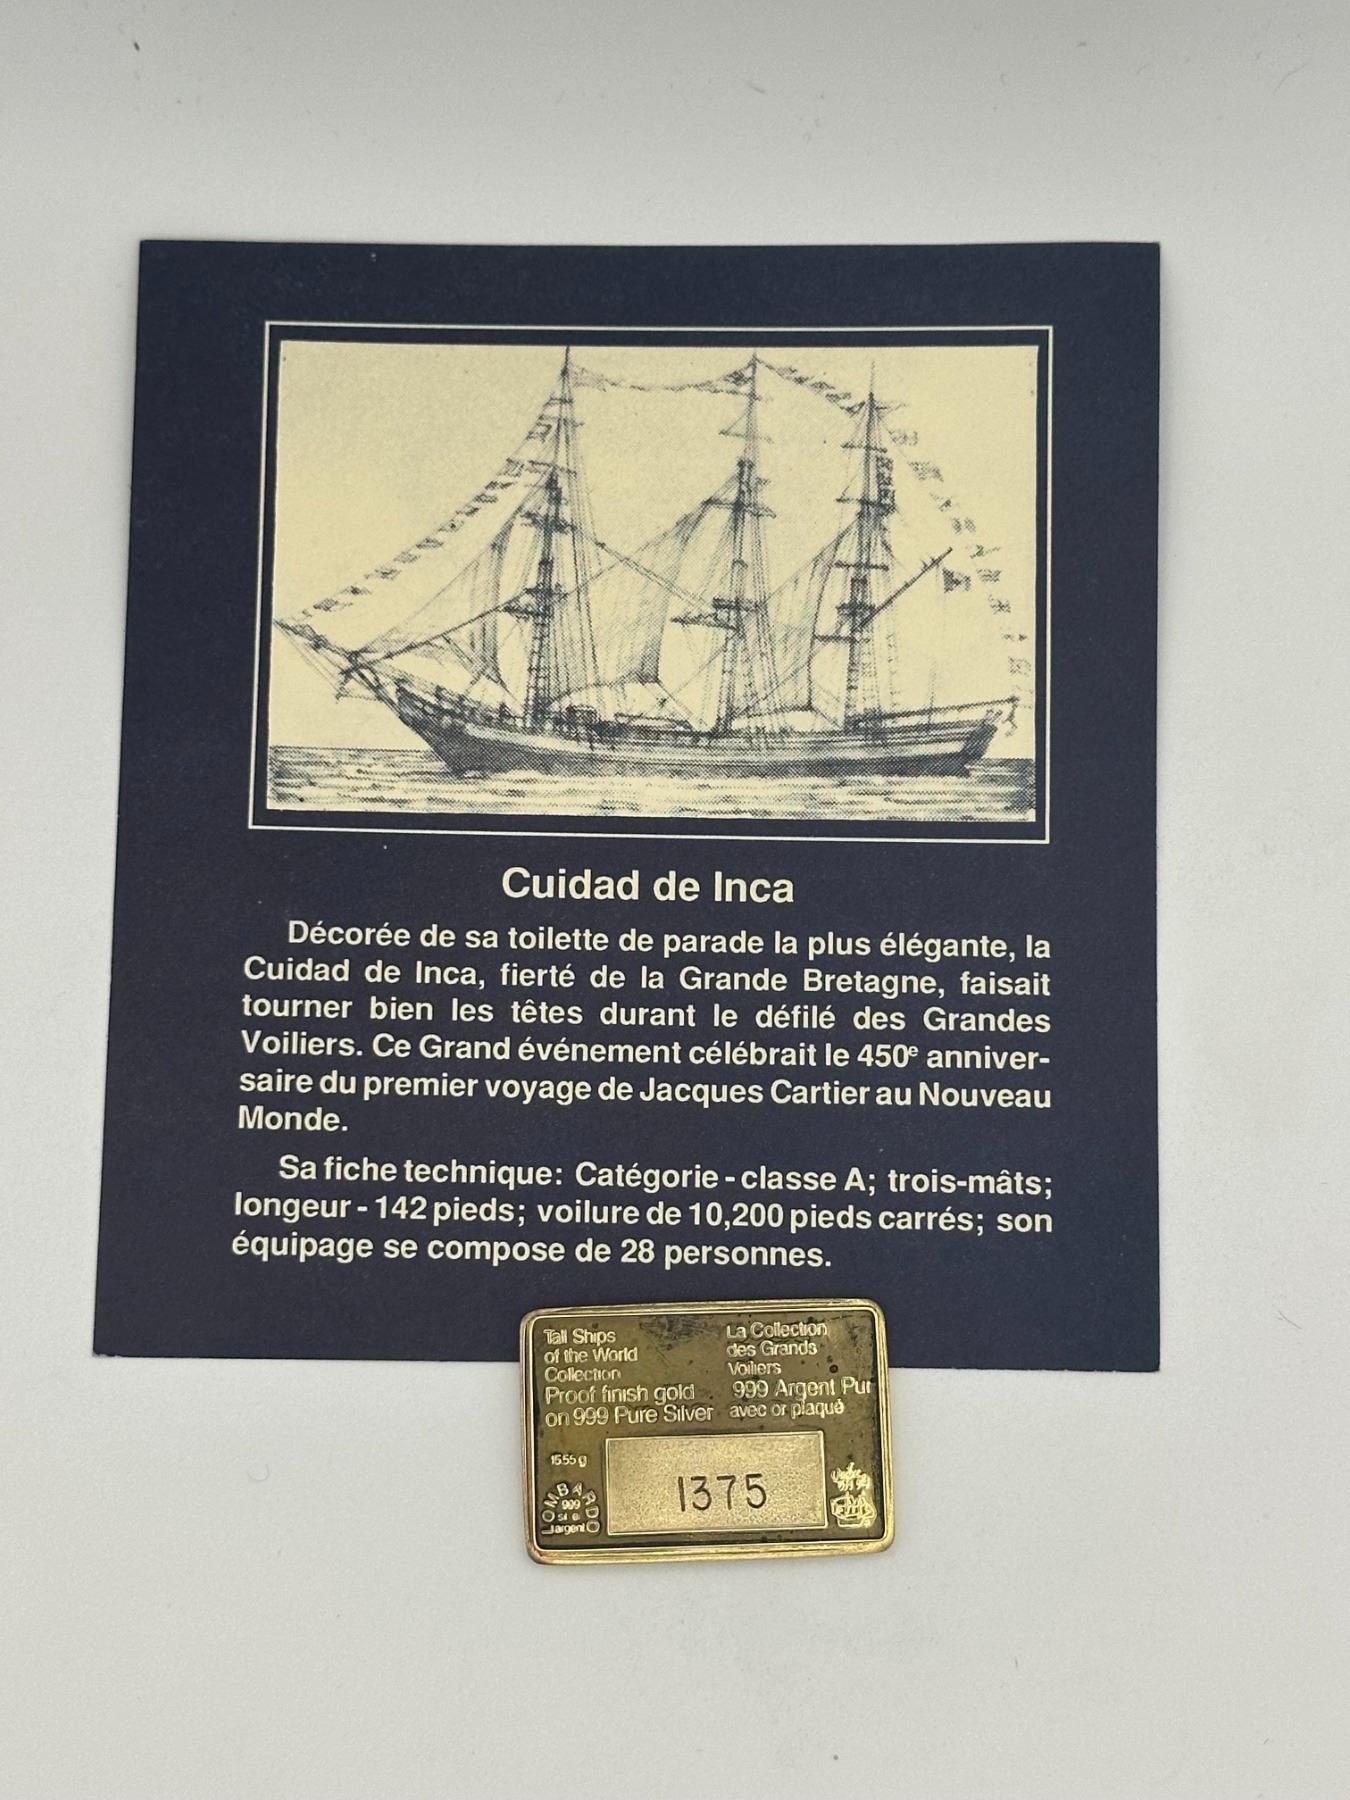 Cuidad de Inca
Décorée de sa toilette de parade la plus élégante, la
Cuidad de Inca, fierté de la Grande Bretagne, faisait
tourner bien les têtes durant le défilé des Grandes
Voiliers. Ce Grand événement célébrait le 450e anniver-
saire du premier voyage de Jacques Cartier au Nouveau
Monde.
Sa fiche technique: Catégorie - classe A; trois-mâts;
longeur - 142 pieds; voilure de 10,200 pieds carrés; son
équipage se compose de 28 personnes.
Tall Ships
of the World
Collection
Proof finish gold
on 999 Pure Silver
La Collection
des Grands
Voiliers
999 Argent Pur
avec or plaqué
15.55 g
1375
LOMBARDO
999
argent